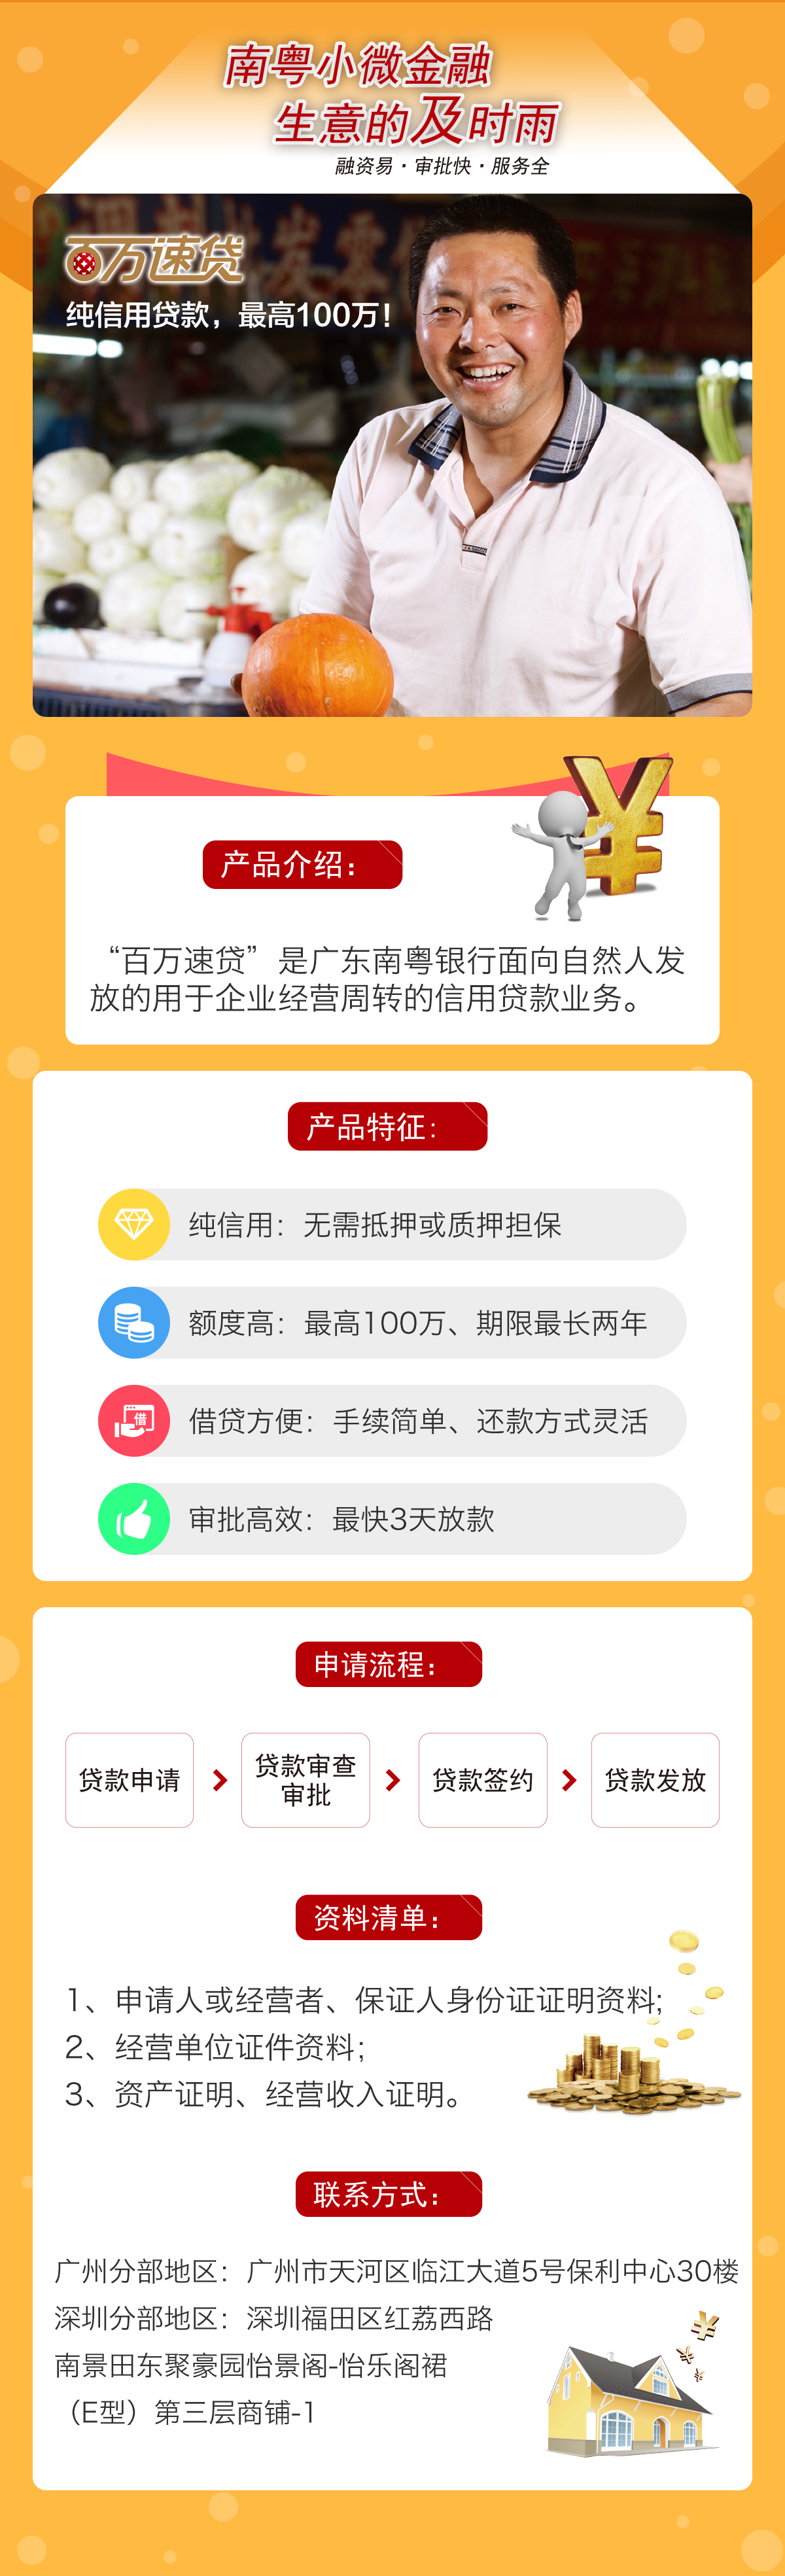 南粤小微金融
生意的及时雨
融资易·审批快·服务全
百万速贷
纯信用贷款，最高100万！
产品介绍：
“百万速贷”是广东南粤银行面向自然人发
放的用于企业经营周转的信用贷款业务。
产品特征：
纯信用：无需抵押或质押担保
额度高：最高100万、期限最长两年
借
借贷方便：手续简单、还款方式灵活
审批高效：最快3天放款
申请流程：
贷款申请
贷款审查
审批
贷款签约
贷款发放
资料清单：
1、申请人或经营者、保证人身份证证明资料;
2、经营单位证件资料;
3、资产证明、经营收入证明。
联系方式：
广州分部地区：广州市天河区临江大道5号保利中心30楼
深圳分部地区：深圳福田区红荔西路
南景田东聚豪园怡景阁-怡乐阁裙
（E型）第三层商铺-1